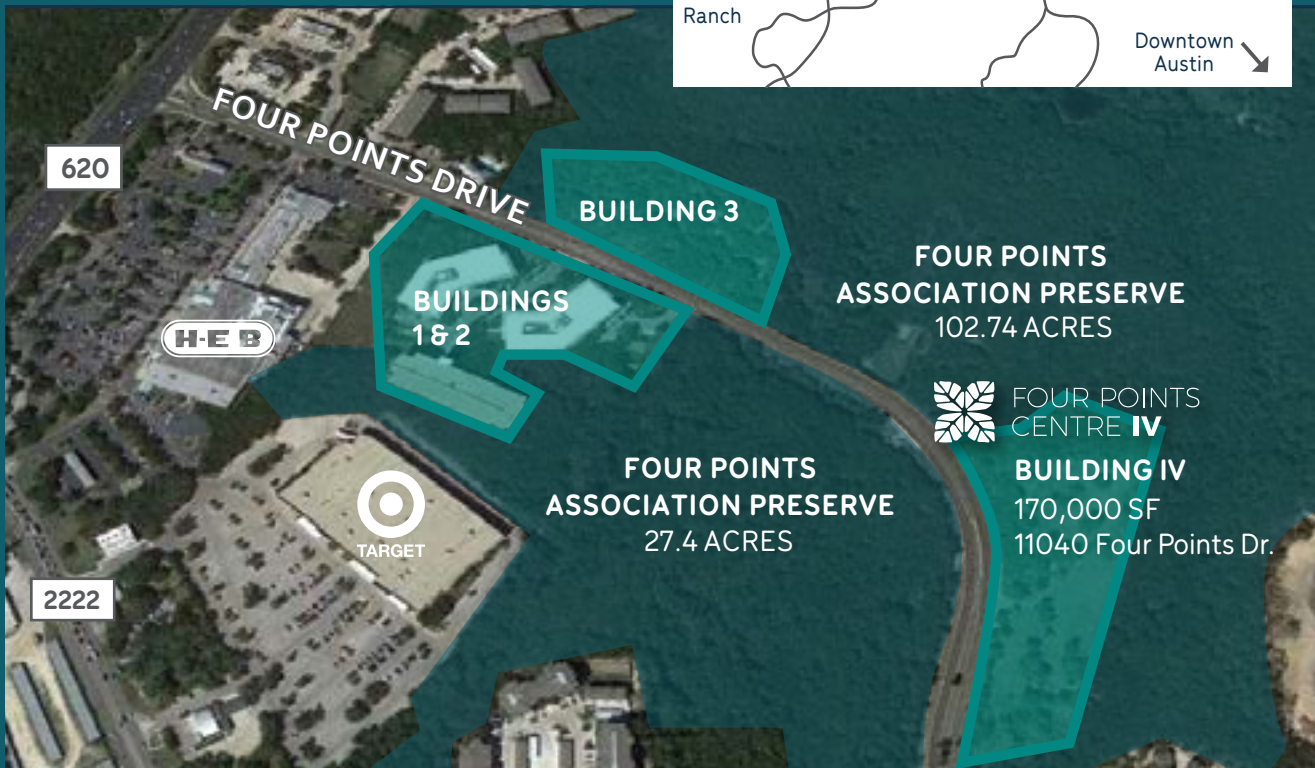 Ranch
Downtown
Austin
FOUR POINTS DRIVE
620
BUILDING 3
FOUR POINTS
ASSOCIATION PRESERVE
102.74 ACRES
BUILDINGS
1 & 2
H-E B
FOUR POINTS
CENTRE IV
BUILDING IV
170,000 SF
11040 Four Points Dr.
FOUR POINTS
ASSOCIATION PRESERVE
27.4 ACRES
TARGET
2222